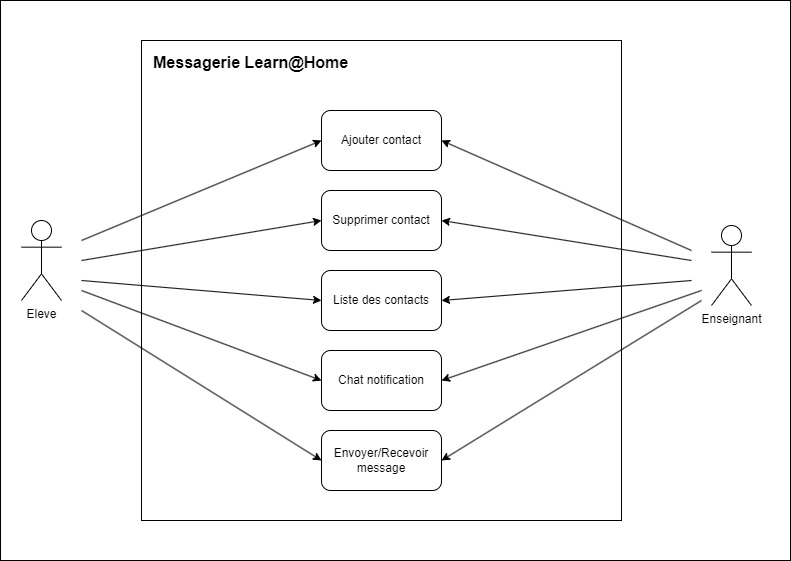 Messagerie Learn@Home
Ajouter contact
Supprimer contact
Liste des contacts
Eleve
Enseignant
Chat notification
Envoyer/Recevoir
message